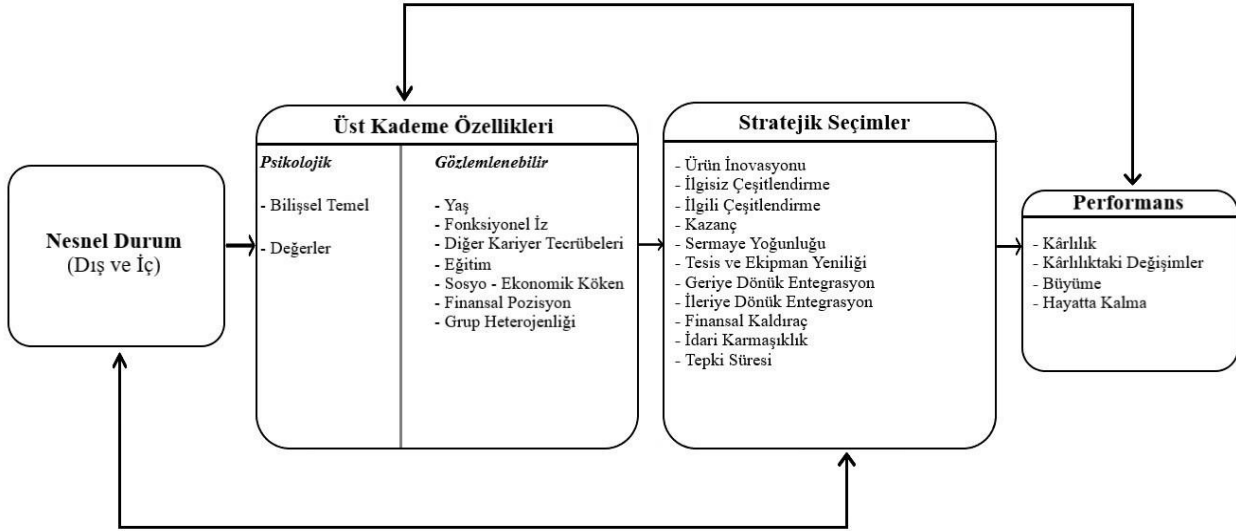 Nesnel Durum
(Dış ve İç)
Üst Kademe Özellikleri
Psikolojik
- Bilişsel Temel
- Değerler
Gözlemlenebilir
- Yaş
- Fonksiyonel İz
- Diğer Kariyer Tecrübeleri
- Eğitim
- Sosyo - Ekonomik Köken
- Finansal Pozisyon
- Grup Heterojenliği
Stratejik Seçimler
- Ürün İnovasyonu
- İlgisiz Çeşitlendirme
- İlgili Çeşitlendirme
- Kazanç
- Sermaye Yoğunluğu
- Tesis ve Ekipman Yeniliği
- Geriye Dönük Entegrasyon
- İleriye Dönük Entegrasyon
- Finansal Kaldıraç
- İdari Karmaşıklık
- Tepki Süresi
Performans
- Kârlılık
- Kârlılıktaki Değişimler
- Büyüme
- Hayatta Kalma